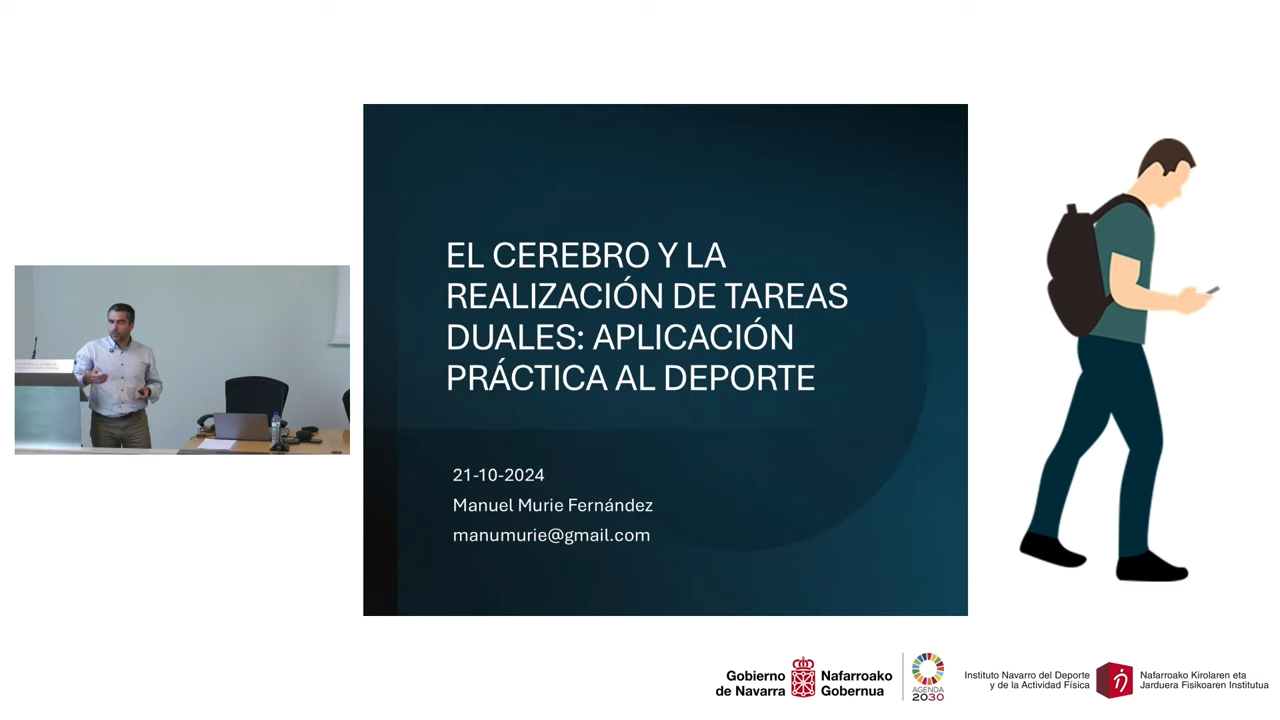 EL CEREBRO Y LA
REALIZACIÓN DE TAREAS
DUALES: APLICACIÓN
PRÁCTICA AL DEPORTE
21-10-2024
Manuel Murie Fernández
manumurie@gmail.com
Gobierno
de Navarra
Nafarroako
Gobernua
AGENDA
2030
Instituto Navarro del Deporte
y de la Actividad Física
Nafarroako Kirolaren eta
Jarduera Fisikoaren Institutua